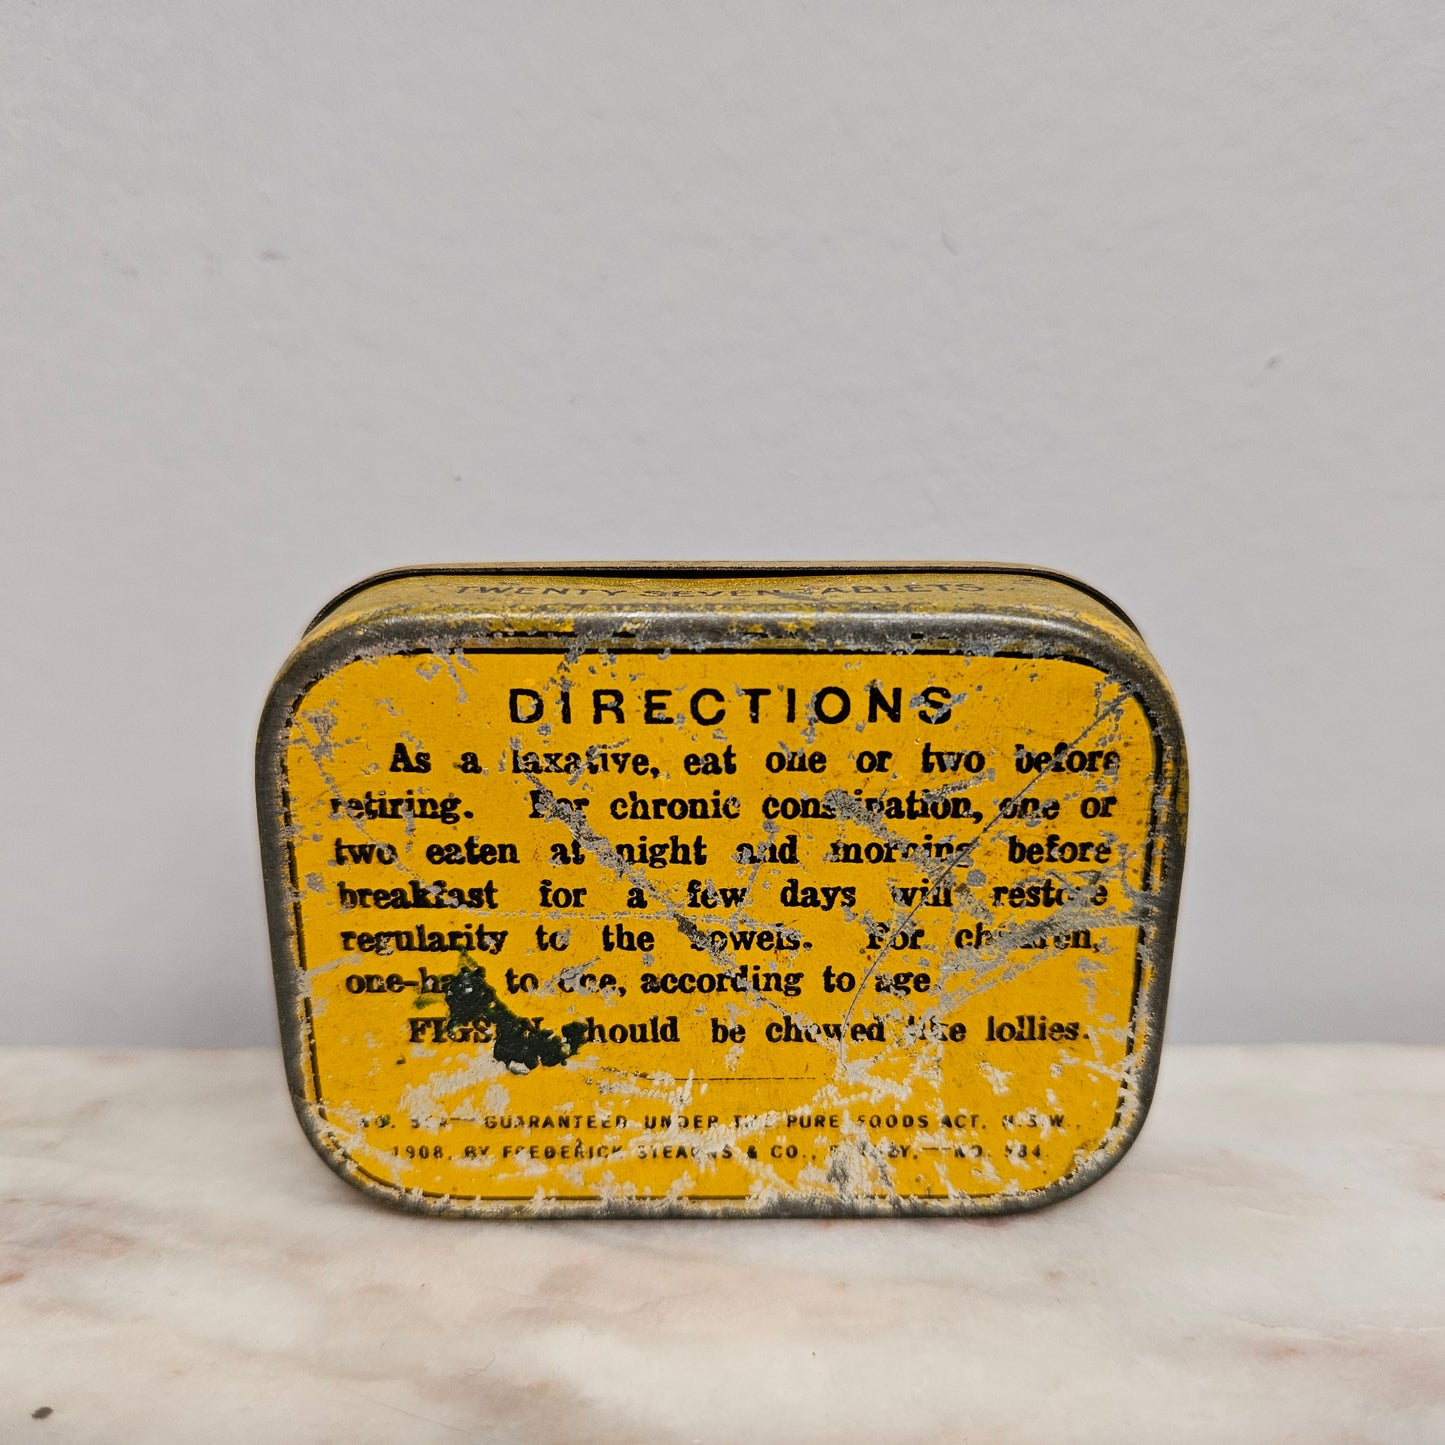 TWENTY SEVEN TABLETS
DIRECTIONS
As a laxative, eat one or two before
retiring. For chronic constipation, one or
two eaten at night and morning before
breakfast for a few days will restore
regularity to the bowels. For children,
one-half to one, according to age.
FIGSEN should be chewed like lollies.
GUARANTEED UNDER THE PURE FOODS ACT, N.S.W.,
1908, BY FREDERICK STEARNS & CO., NO. 534.